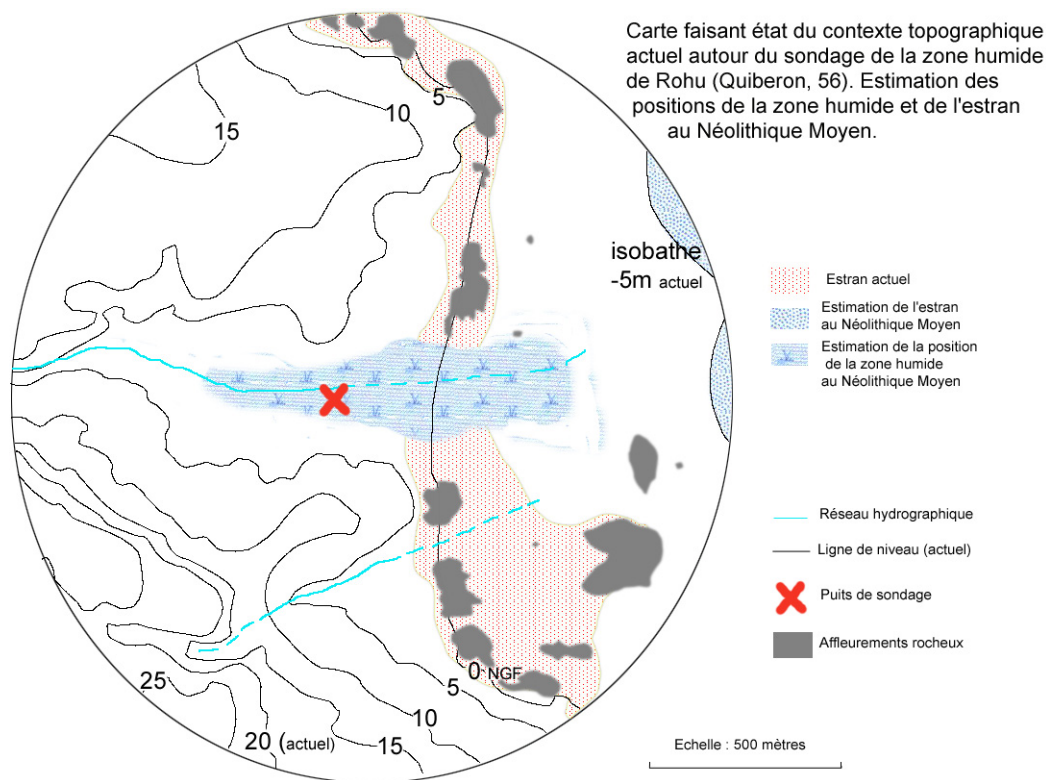 Carte faisant état du contexte topographique
actuel autour du sondage de la zone humide
de Rohu (Quiberon, 56). Estimation des
positions de la zone humide et de l'estran
au Néolithique Moyen.
5
10
15
isobathe
-5m actuel
Estran actuel
Estimation de l'estran
au Néolithique Moyen
Estimation de la position
de la zone humide
au Néolithique Moyen
Réseau hydrographique
Ligne de niveau (actuel)
Puits de sondage
Affleurements rocheux
0 NGF
5
25
10
20 (actuel)
15
Echelle : 500 mètres